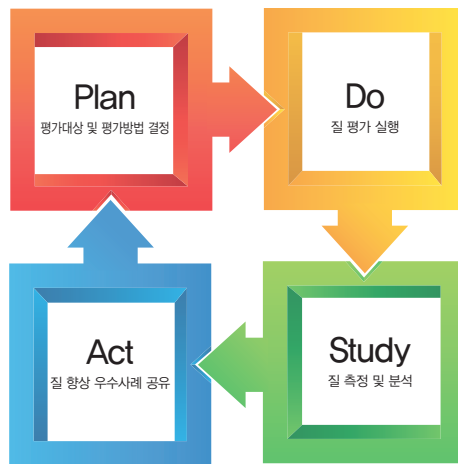 Plan
평가대상 및 평가방법 결정
Do
질 평가 실행
Act
질 향상 우수사례 공유
Study
질 측정 및 분석